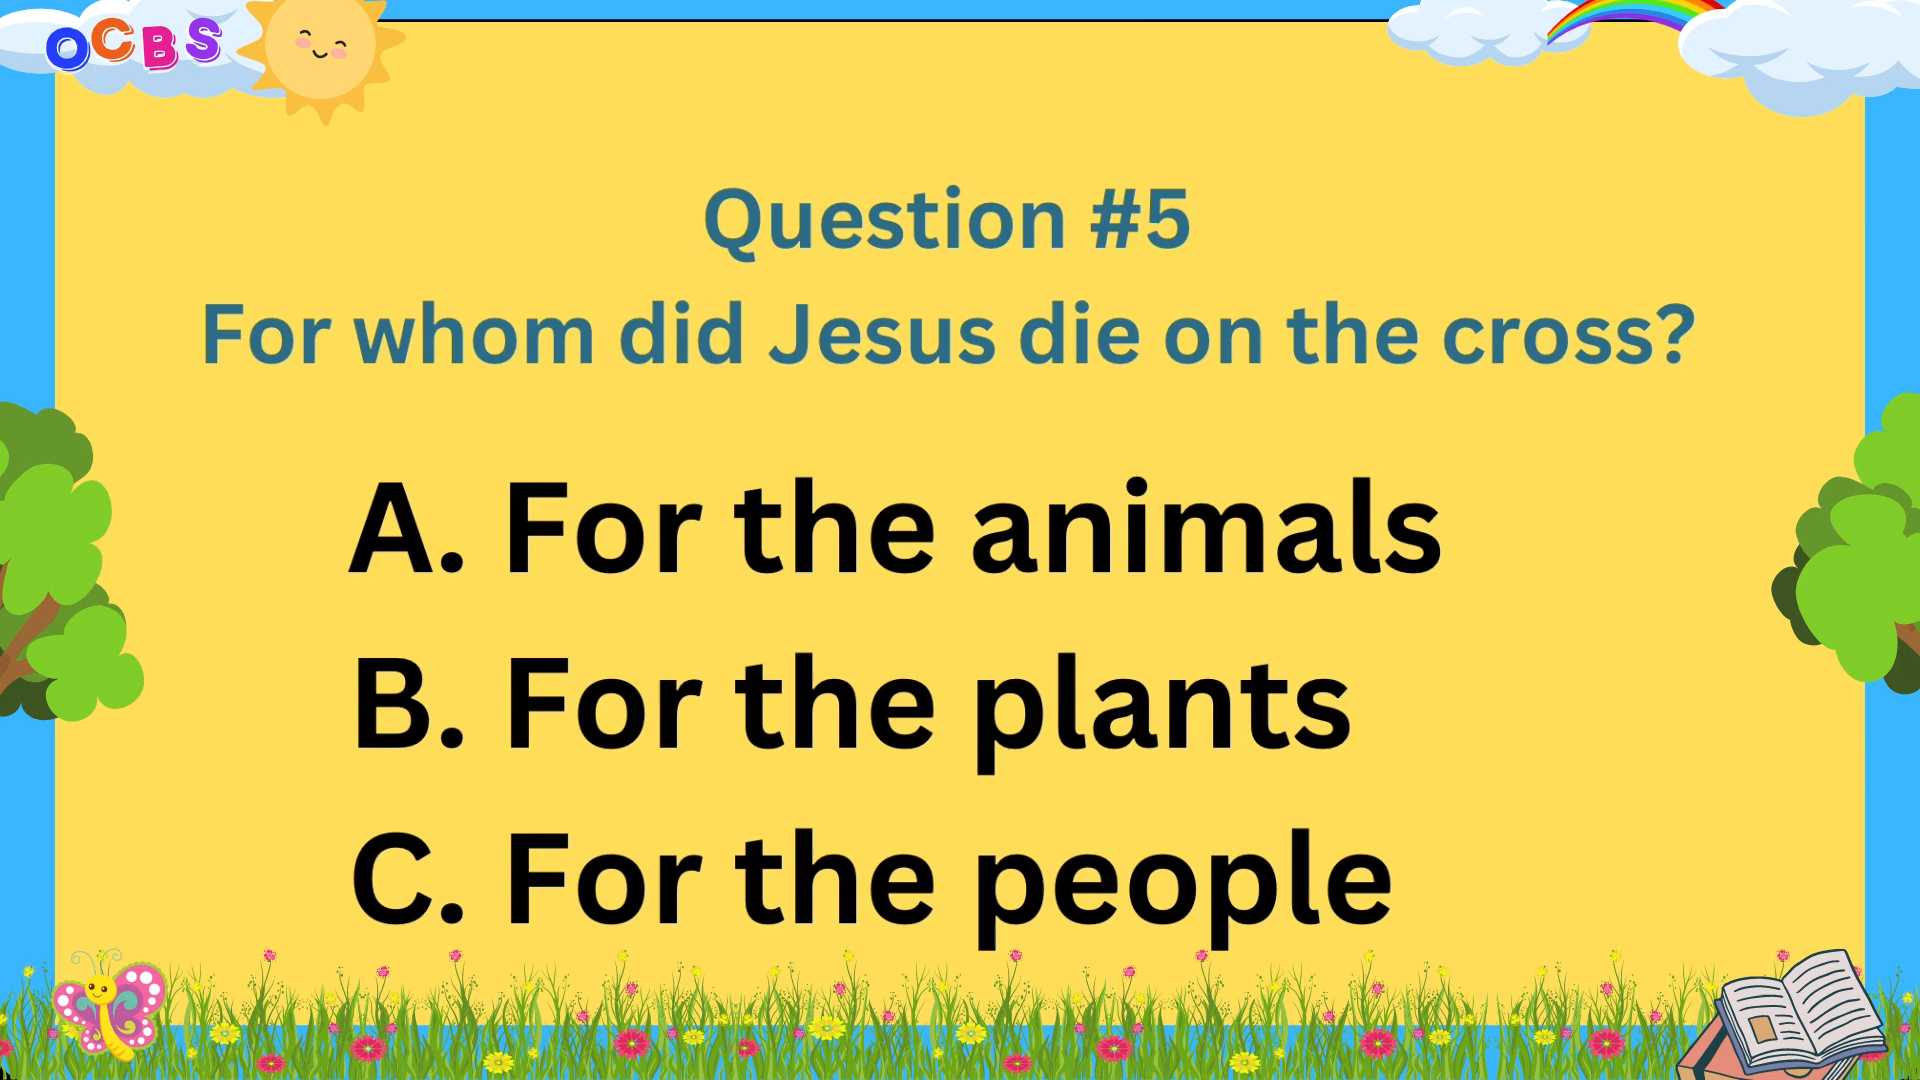 OCBS
Question #5
For whom did Jesus die on the cross?
A. For the animals
B. For the plants
C. For the people